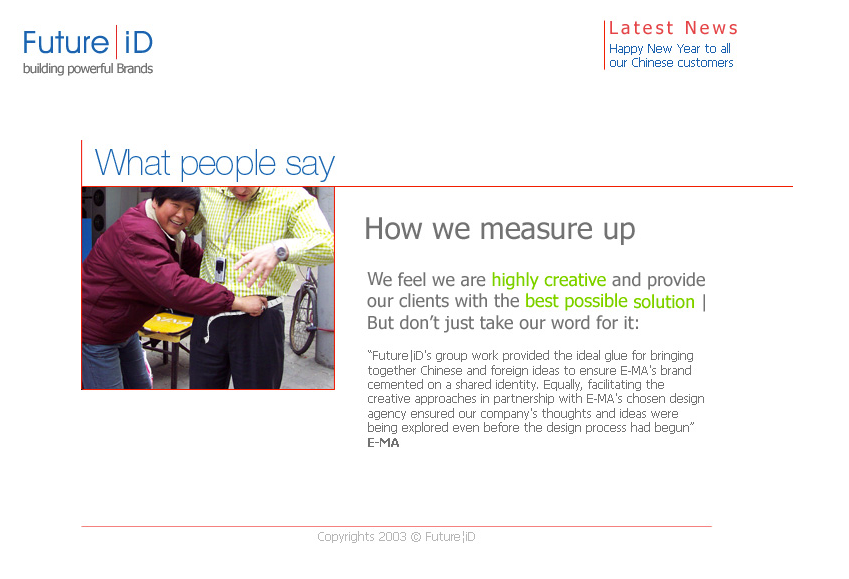 Future|iD
building powerful Brands
Latest News
Happy New Year to all
our Chinese customers
What people say
How we measure up
We feel we are highly creative and provide
our clients with the best possible solution |
But don’t just take our word for it:
“Future|iD's group work provided the ideal glue for bringing
together Chinese and foreign ideas to ensure E-MA's brand
cemented on a shared identity. Equally, facilitating the
creative approaches in partnership with E-MA's chosen design
agency ensured our company's thoughts and ideas were
being explored even before the design process had begun”
E-MA
Copyrights 2003 © Future¦iD